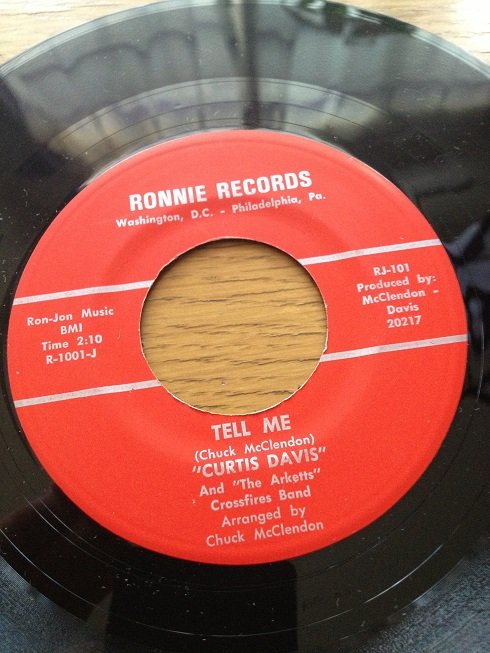 RONNIE RECORDS
Washington, D.C. - Philadelphia, Pa.
Ron-Jon Music
BMI
Time 2:10
R-1001-J
RJ-101
Produced by:
McClendon -
Davis
20217
TELL ME
(Chuck McClendon)
"CURTIS DAVIS"
And "The Arketts"
Crossfires Band
Arranged by
Chuck McClendon